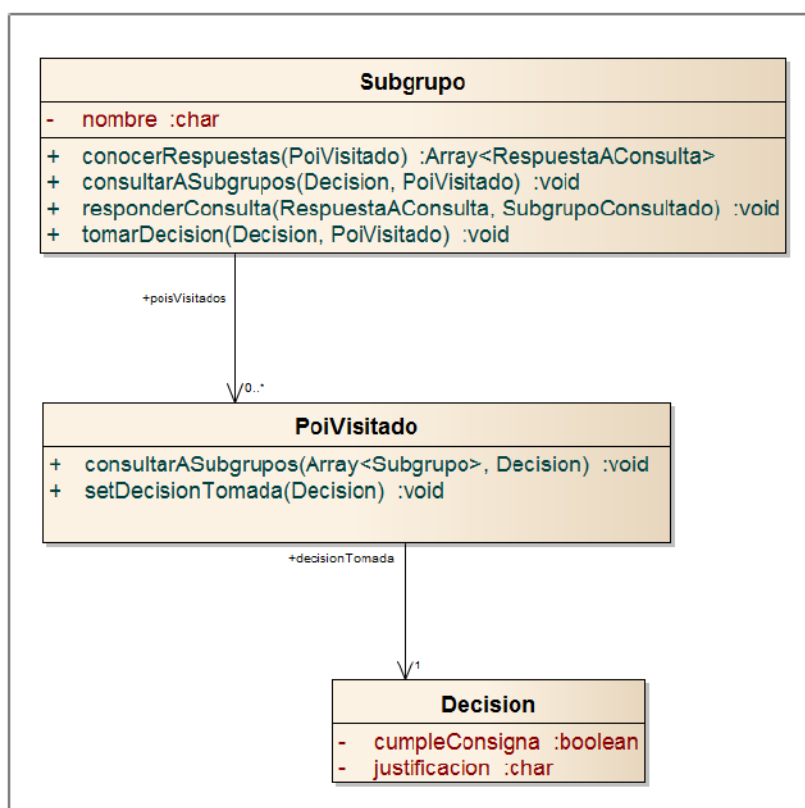 Subgrupo
- nombre :char
+ conocerRespuestas(PoiVisitado) :Array<RespuestaAConsulta>
+ consultarASubgrupos(Decision, PoiVisitado) :void
+ responderConsulta(RespuestaAConsulta, SubgrupoConsultado) :void
+ tomarDecision(Decision, PoiVisitado) :void
+poisVisitados
0..*
PoiVisitado
+ consultarASubgrupos(Array<Subgrupo>, Decision) :void
+ setDecisionTomada(Decision) :void
+decisionTomada
1
Decision
- cumpleConsigna :boolean
- justificacion :char